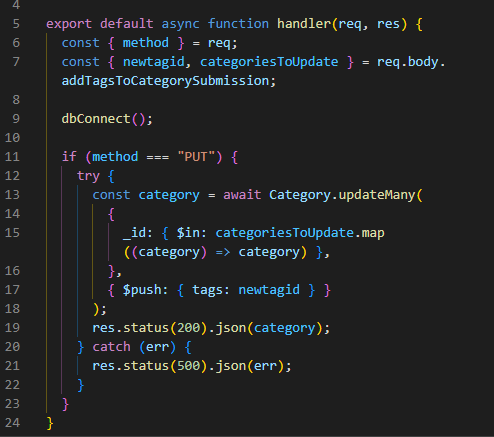 4
5 export default async function handler(req, res) {
6 const { method } = req;
7 const { newtagid, categoriesToUpdate } = req.body.
addTagsToCategorySubmission;
8
9 dbConnect();
10
11 if (method === "PUT") {
12 try {
13 const category = await Category.updateMany(
14 {
15 _id: { $in: categoriesToUpdate.map
((category) => category) },
16 },
17 { $push: { tags: newtagid } }
18 );
19 res.status(200).json(category);
20 } catch (err) {
21 res.status(500).json(err);
22 }
23 }
24 }